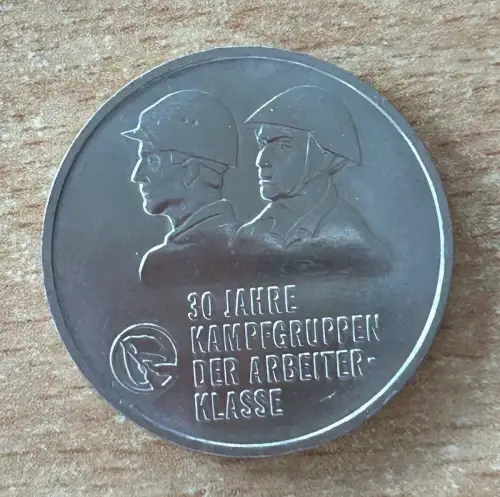 30 JAHRE
KAMPFGRUPPEN
DER ARBEITER-
KLASSE